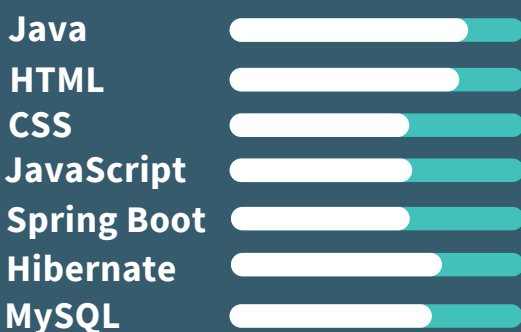 Java
HTML
CSS
JavaScript
Spring Boot
Hibernate
MySQL